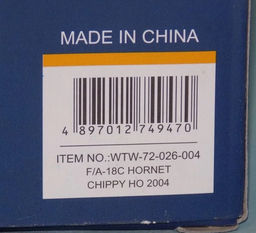 MADE IN CHINA
4 897012 749470
ITEM NO.:WTW-72-026-004
F/A-18C HORNET
CHIPPY HO 2004